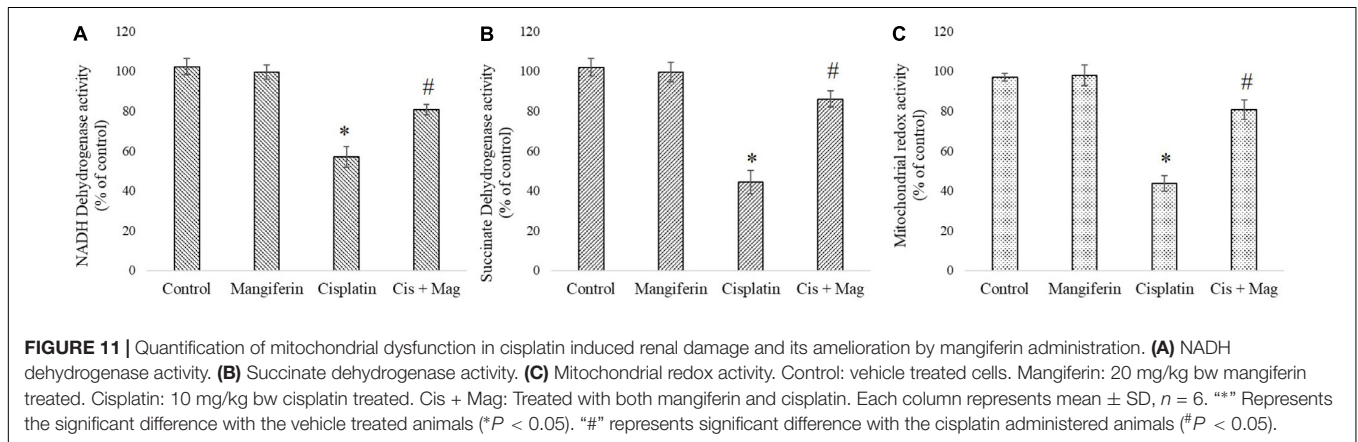 A
120
100
80
60
40
20
0
NADH Dehydrogenase activity
(% of control)
*
#
Control Mangiferin Cisplatin Cis + Mag
B
120
100
80
60
40
20
0
Succinate Dehydrogenase activity
(% of control)
*
#
Control Mangiferin Cisplatin Cis + Mag
C
120
100
80
60
40
20
0
Mitochondrial redox activity
(% of control)
*
#
Control Mangiferin Cisplatin Cis + Mag
FIGURE 11 | Quantification of mitochondrial dysfunction in cisplatin induced renal damage and its amelioration by mangiferin administration. (A) NADH
dehydrogenase activity. (B) Succinate dehydrogenase activity. (C) Mitochondrial redox activity. Control: vehicle treated cells. Mangiferin: 20 mg/kg bw mangiferin
treated. Cisplatin: 10 mg/kg bw cisplatin treated. Cis + Mag: Treated with both mangiferin and cisplatin. Each column represents mean ± SD, n = 6. “*” Represents
the significant difference with the vehicle treated animals (*P < 0.05). “#” represents significant difference with the cisplatin administered animals (#P < 0.05).